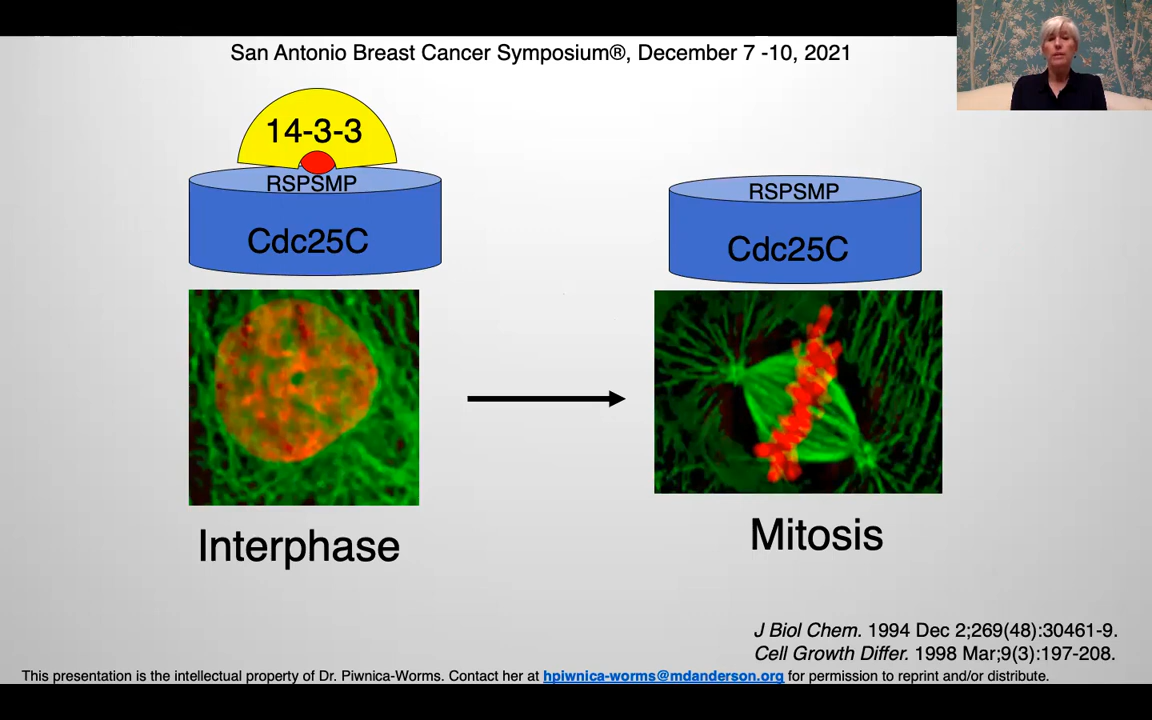 San Antonio Breast Cancer Symposium®, December 7 -10, 2021
14-3-3
RSPSMP
Cdc25C
RSPSMP
Cdc25C
Interphase
Mitosis
J Biol Chem. 1994 Dec 2;269(48):30461-9.
Cell Growth Differ. 1998 Mar;9(3):197-208.
This presentation is the intellectual property of Dr. Piwnica-Worms. Contact her at hpiwnica-worms@mdanderson.org for permission to reprint and/or distribute.